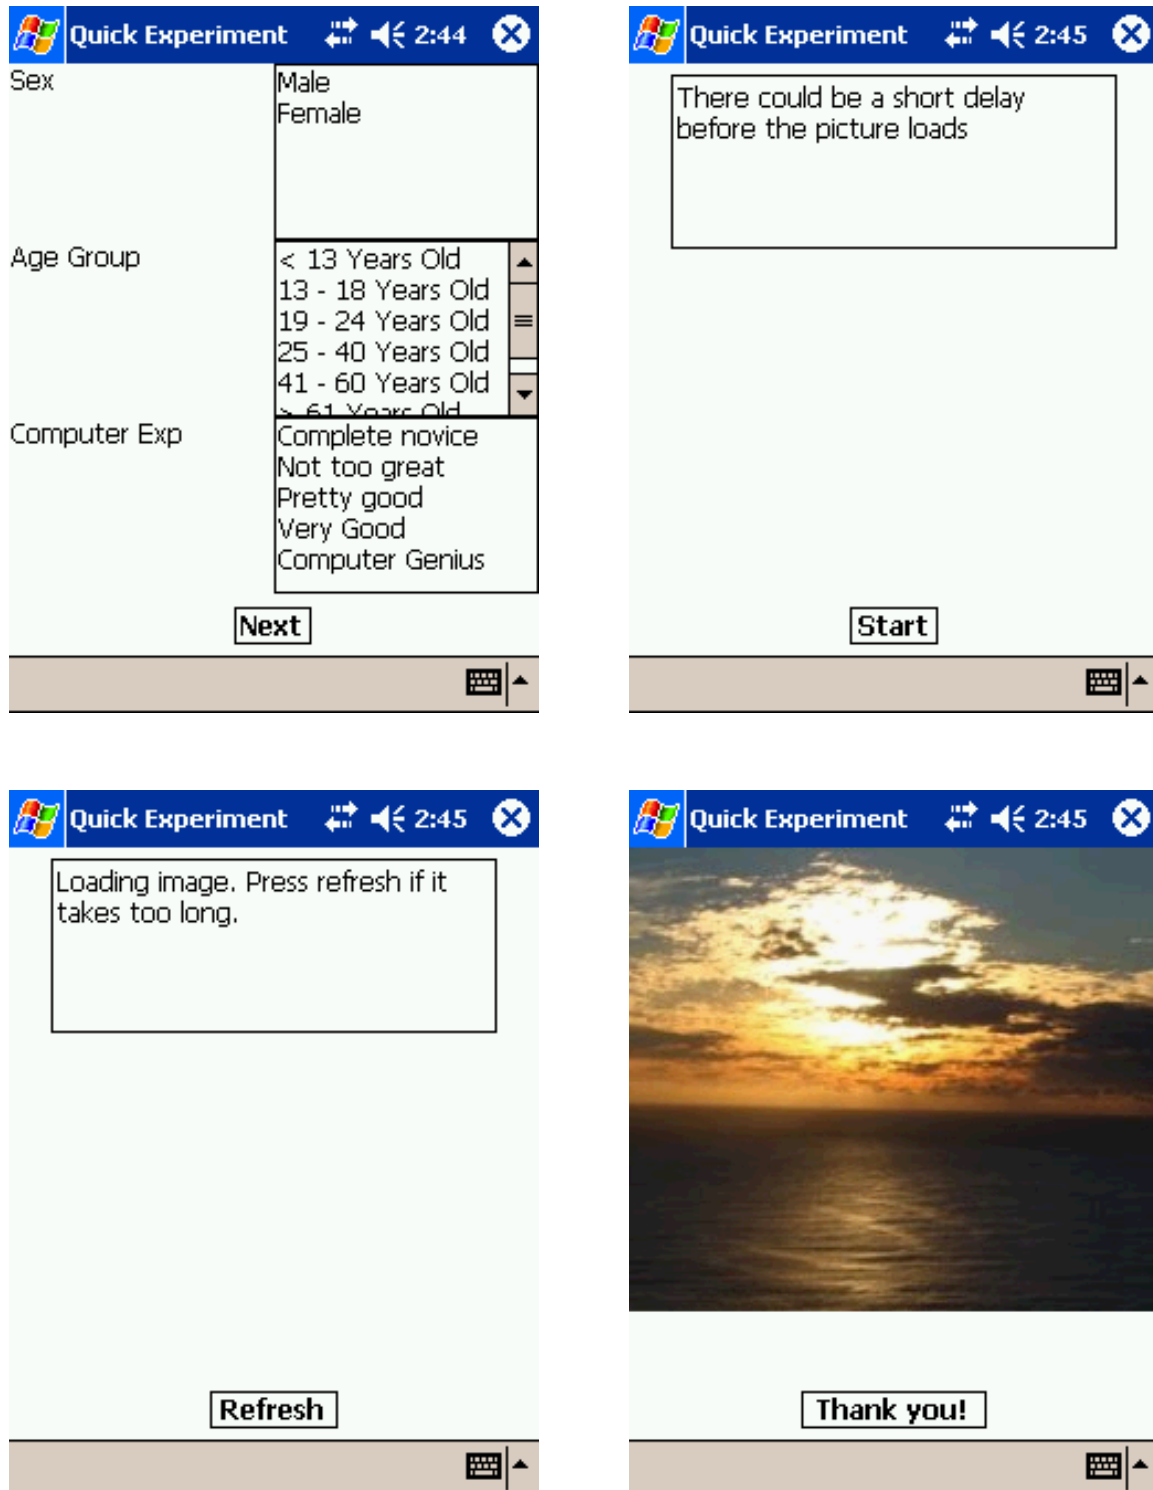 Quick Experiment 2:44
Sex
Male
Female
Age Group
< 13 Years Old
13 - 18 Years Old
19 - 24 Years Old
25 - 40 Years Old
41 - 60 Years Old
> 61 Years Old
Computer Exp
Complete novice
Not too great
Pretty good
Very Good
Computer Genius
Next
Quick Experiment 2:45
There could be a short delay
before the picture loads
Start
Quick Experiment 2:45
Loading image. Press refresh if it
takes too long.
Refresh
Quick Experiment 2:45
Thank you!